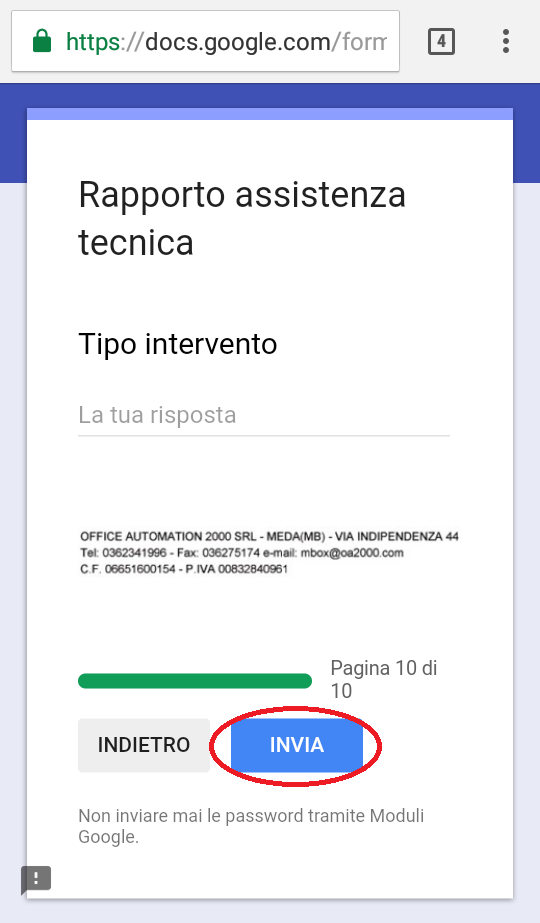 https://docs.google.com/form
4
Rapporto assistenza
tecnica
Tipo intervento
La tua risposta
OFFICE AUTOMATION 2000 SRL - MEDA(MB) - VIA INDIPENDENZA 44
Tel: 0362341996 - Fax: 036275174 e-mail: mbox@oa2000.com
C.F. 06651600154 - P.IVA 00832840961
Pagina 10 di
10
INDIETRO
INVIA
Non inviare mai le password tramite Moduli
Google.
!